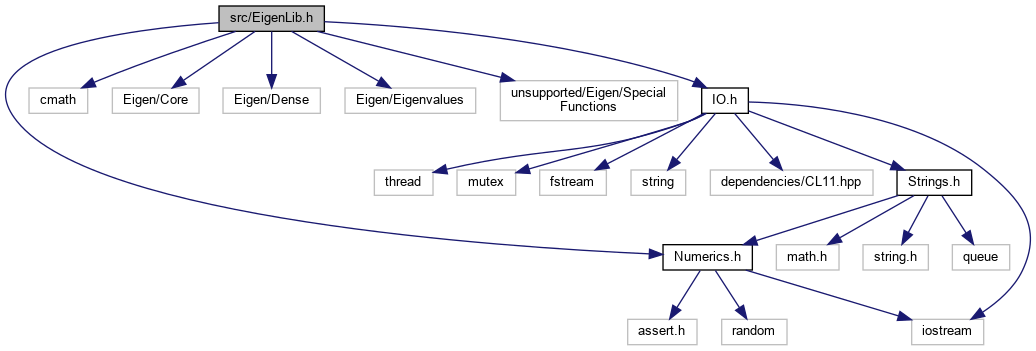 src/EigenLib.h
cmath
Eigen/Core
Eigen/Dense
Eigen/Eigenvalues
unsupported/Eigen/Special
Functions
IO.h
thread
mutex
fstream
string
dependencies/CL11.hpp
Strings.h
Numerics.h
math.h
string.h
queue
assert.h
random
iostream